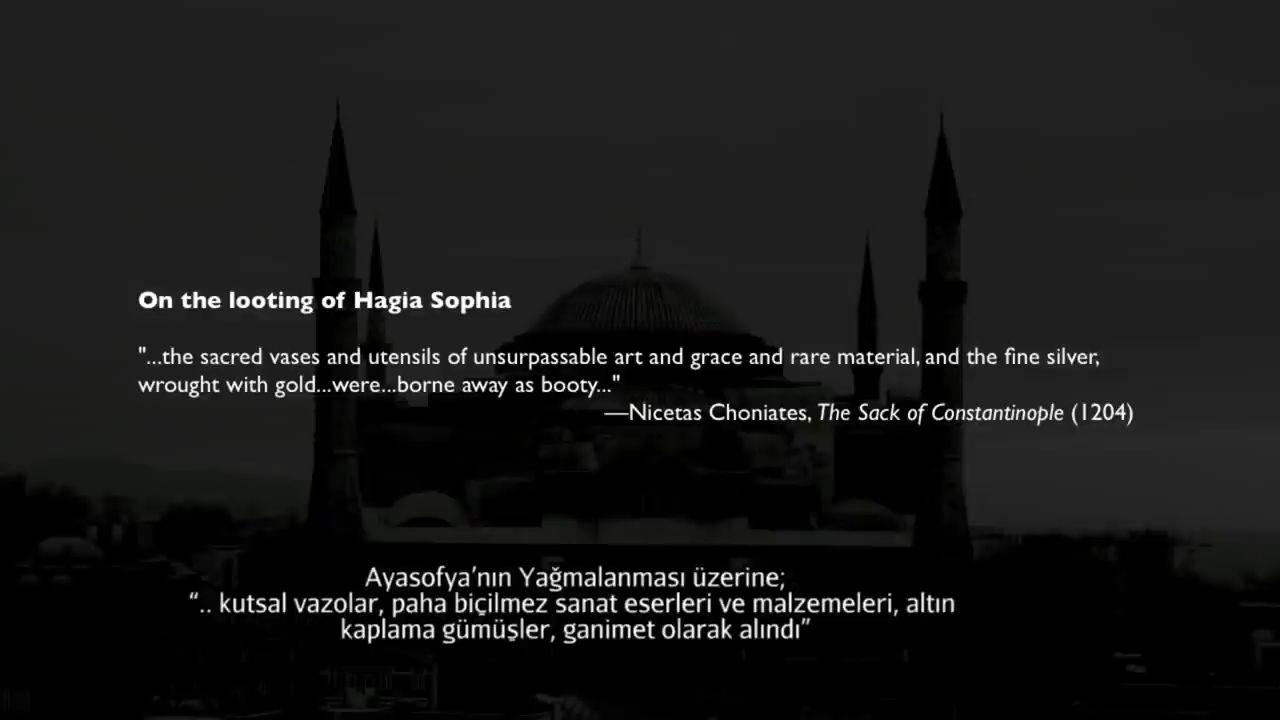 On the looting of Hagia Sophia
"...the sacred vases and utensils of unsurpassable art and grace and rare material, and the fine silver,
wrought with gold...were...borne away as booty..."
—Nicetas Choniates, The Sack of Constantinople (1204)
Ayasofya’nın Yağmalanması üzerine;
“.. kutsal vazolar, paha biçilmez sanat eserleri ve malzemeleri, altın
kaplama gümüşler, ganimet olarak alındı”